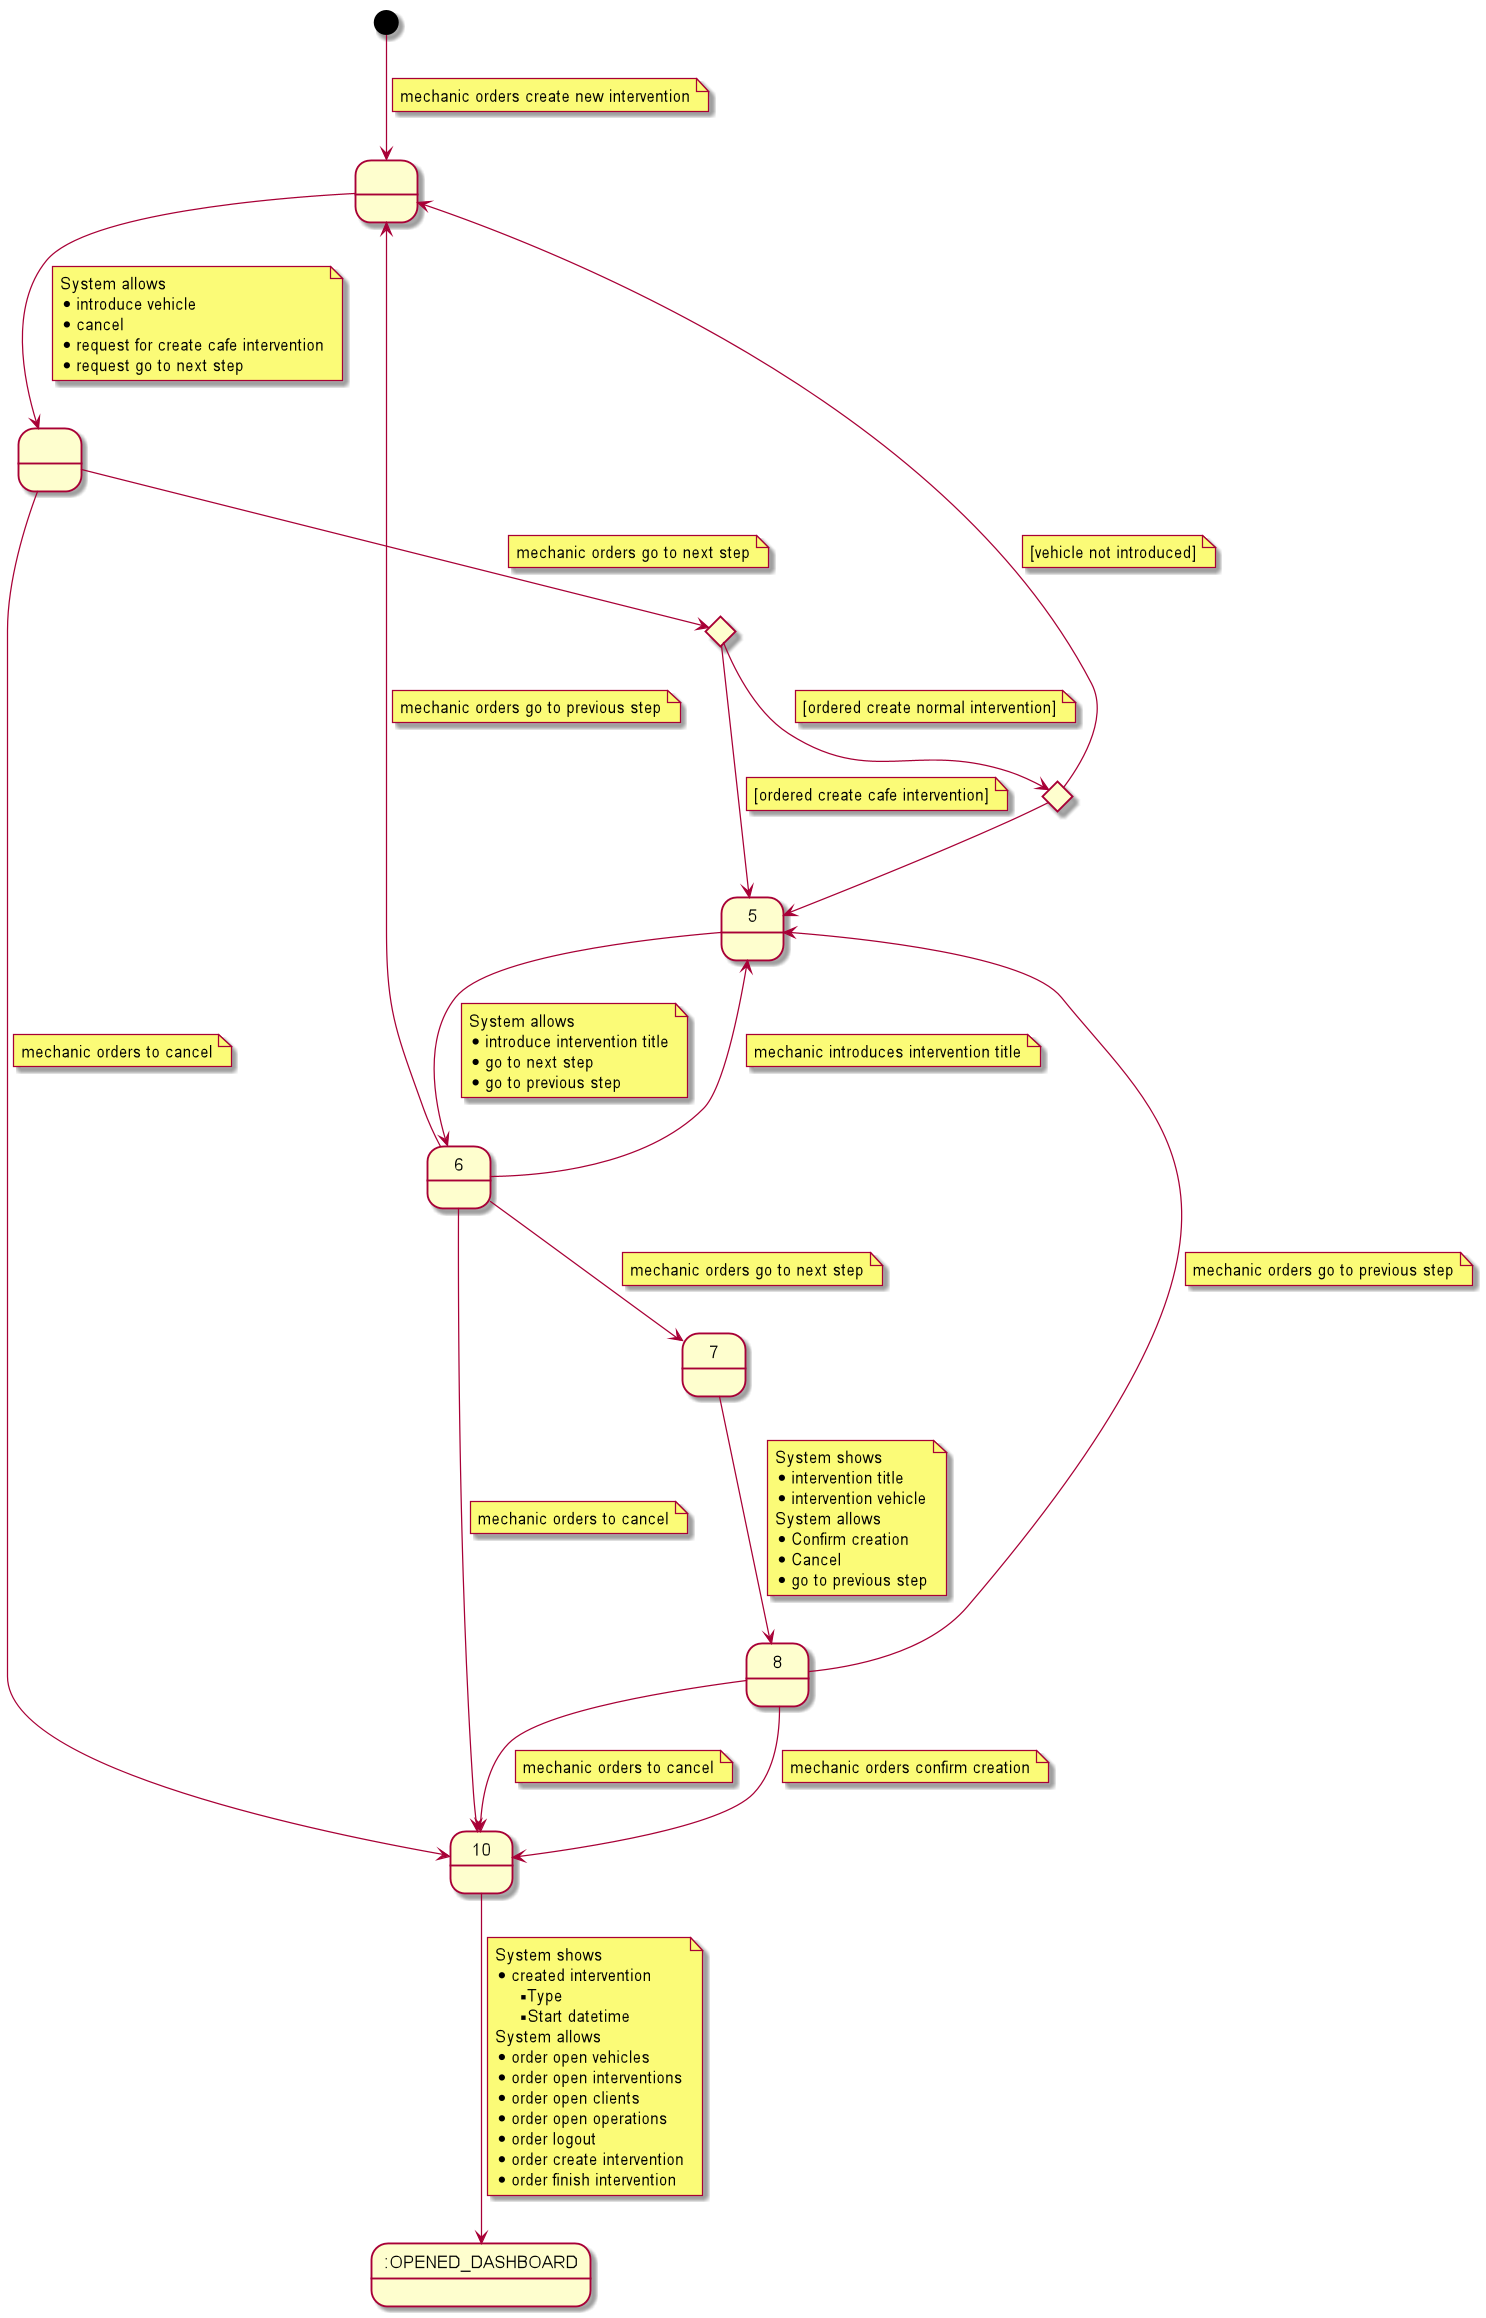 mechanic orders create new intervention
System allows
• introduce vehicle
• cancel
• request for create cafe intervention
• request go to next step
mechanic orders go to next step
[vehicle not introduced]
mechanic orders go to previous step
[ordered create normal intervention]
[ordered create cafe intervention]
5
System allows
• introduce intervention title
• go to next step
• go to previous step
mechanic orders to cancel
mechanic introduces intervention title
6
mechanic orders go to next step
mechanic orders go to previous step
7
System shows
• intervention title
• intervention vehicle
System allows
• Confirm creation
• Cancel
• go to previous step
mechanic orders to cancel
8
mechanic orders to cancel
mechanic orders confirm creation
10
System shows
• created intervention
▪ Type
▪ Start datetime
System allows
• order open vehicles
• order open interventions
• order open clients
• order open operations
• order logout
• order create intervention
• order finish intervention
:OPENED_DASHBOARD